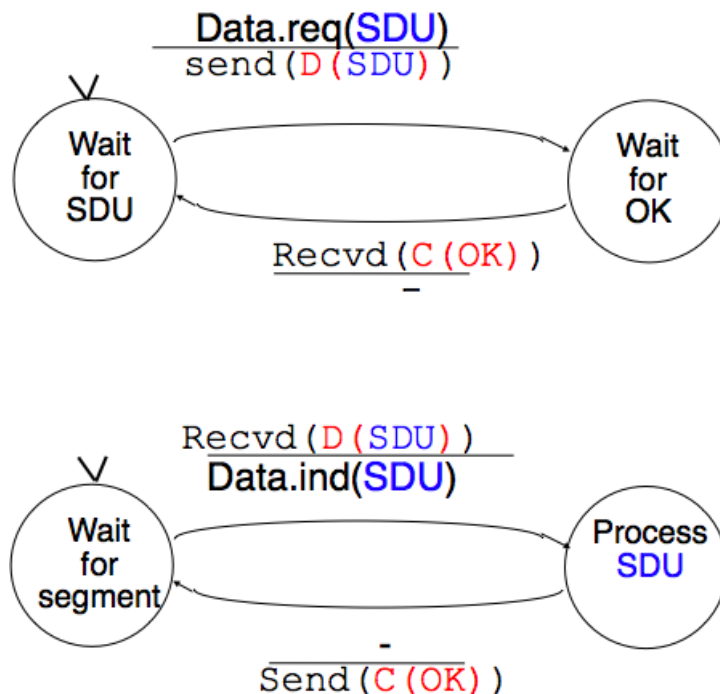 Data.req(SDU)
send(D(SDU))
Wait
for
SDU
Wait
for
OK
Recvd(C(OK))
-
Recvd(D(SDU))
Data.ind(SDU)
Wait
for
segment
Process
SDU
-
Send(C(OK))